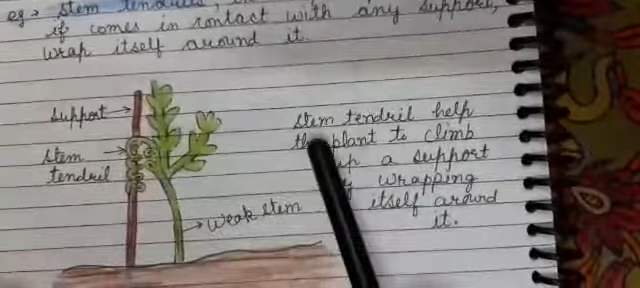 eg → stem tendrils,
if comes in contact with any support,
wrap itself around it.
support
stem
tendril
Weak stem
stem tendril help
the plant to climb
up a support
wrapping
itself around
it.